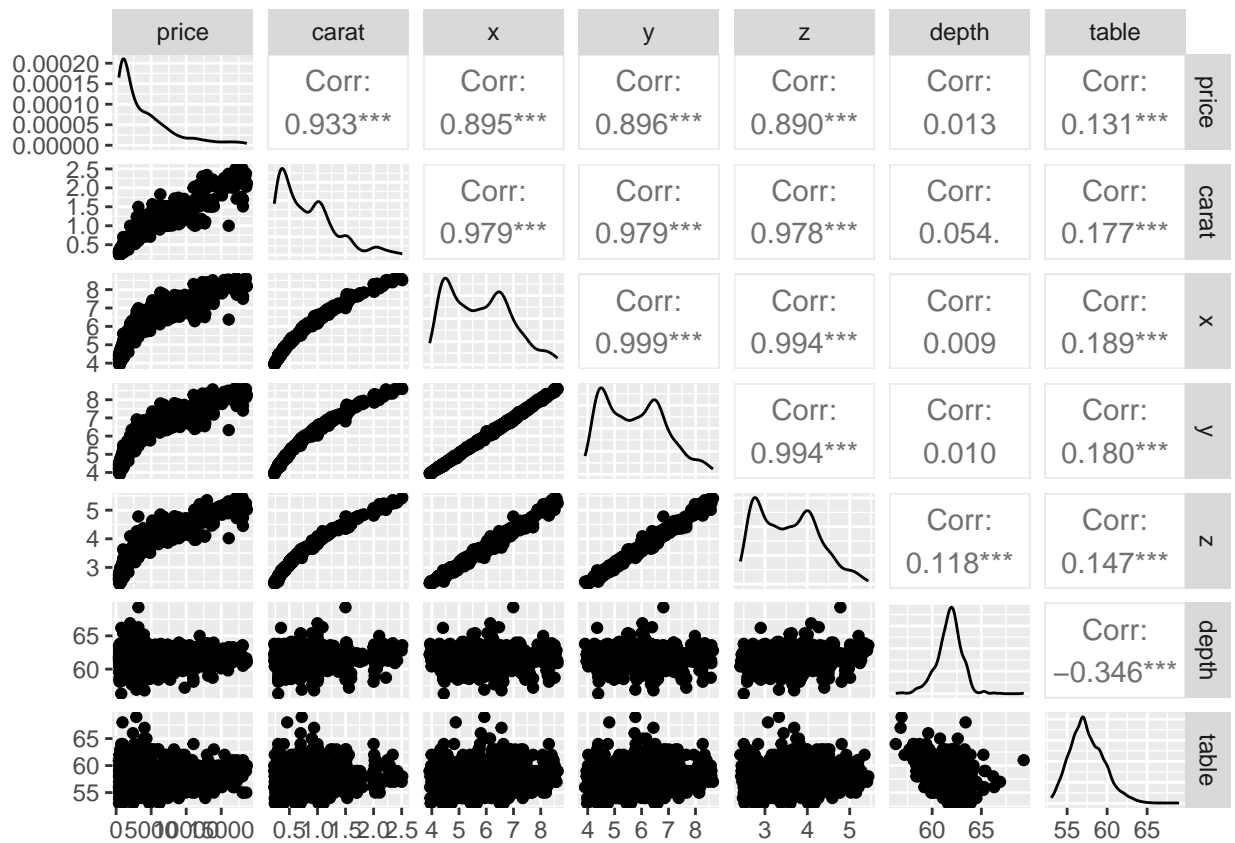 price carat x y z depth table
0.00020
0.00015
0.00010
0.00005
0.00000
Corr: Corr: Corr: Corr: Corr: Corr:
0.933*** 0.895*** 0.896*** 0.890*** 0.013 0.131***
price
2.5
2.0
1.5
1.0
0.5
Corr: Corr: Corr: Corr: Corr:
0.979*** 0.979*** 0.978*** 0.054. 0.177***
carat
8
7
6
5
4
Corr: Corr: Corr: Corr:
0.999*** 0.994*** 0.009 0.189***
x
8
7
6
5
4
Corr: Corr: Corr:
0.994*** 0.010 0.180***
y
5
4
3
Corr: Corr:
0.118*** 0.147***
z
65
60
Corr:
−0.346***
depth
65
60
55
table
0 5000 10000 15000 0.5 1.0 1.5 2.0 2.5 4 5 6 7 8 4 5 6 7 8 3 4 5 60 65 55 60 65